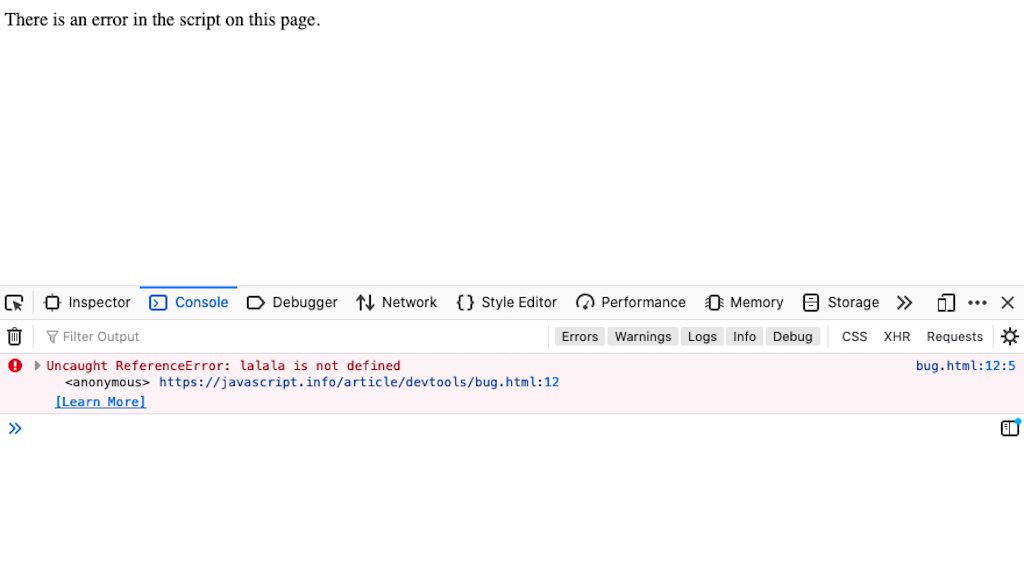 There is an error in the script on this page.
Inspector Console Debugger Network {} Style Editor Performance Memory Storage
Filter Output Errors Warnings Logs Info Debug CSS XHR Requests
Uncaught ReferenceError: lalala is not defined bug.html:12:5
<anonymous> https://javascript.info/article/devtools/bug.html:12
[Learn More]